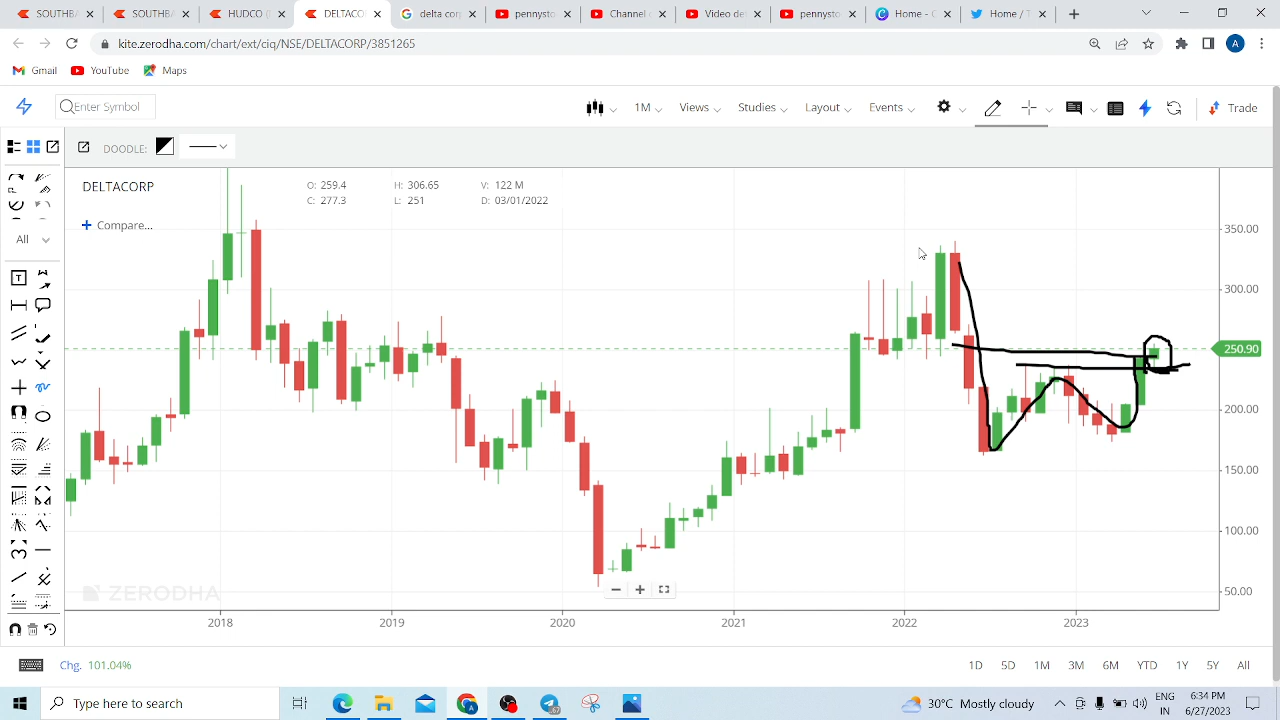 SOUTHBA
SOUTHBA
HUDCO
DELTACO
delta corp
pennysto
Channel
Video det
pennysto
Home -
Home /
kite.zerodha.com/chart/ext/ciq/NSE/DELTACORP/3851265
A
Gmail
YouTube
Maps
Enter Symbol
1M
Views
Studies
Layout
Events
Trade
DOODLE:
DELTACORP
O: 259.4
H: 306.65
V: 122 M
C: 277.3
L: 251
D: 03/01/2022
Compare...
All
350.00
300.00
250.90
200.00
150.00
100.00
50.00
ZERODHA
2018
2019
2020
2021
2022
2023
Chg. 101.04%
1D
5D
1M
3M
6M
YTD
1Y
5Y
All
Type here to search
30°C Mostly cloudy
ENG
IN
6:34 PM
6/27/2023